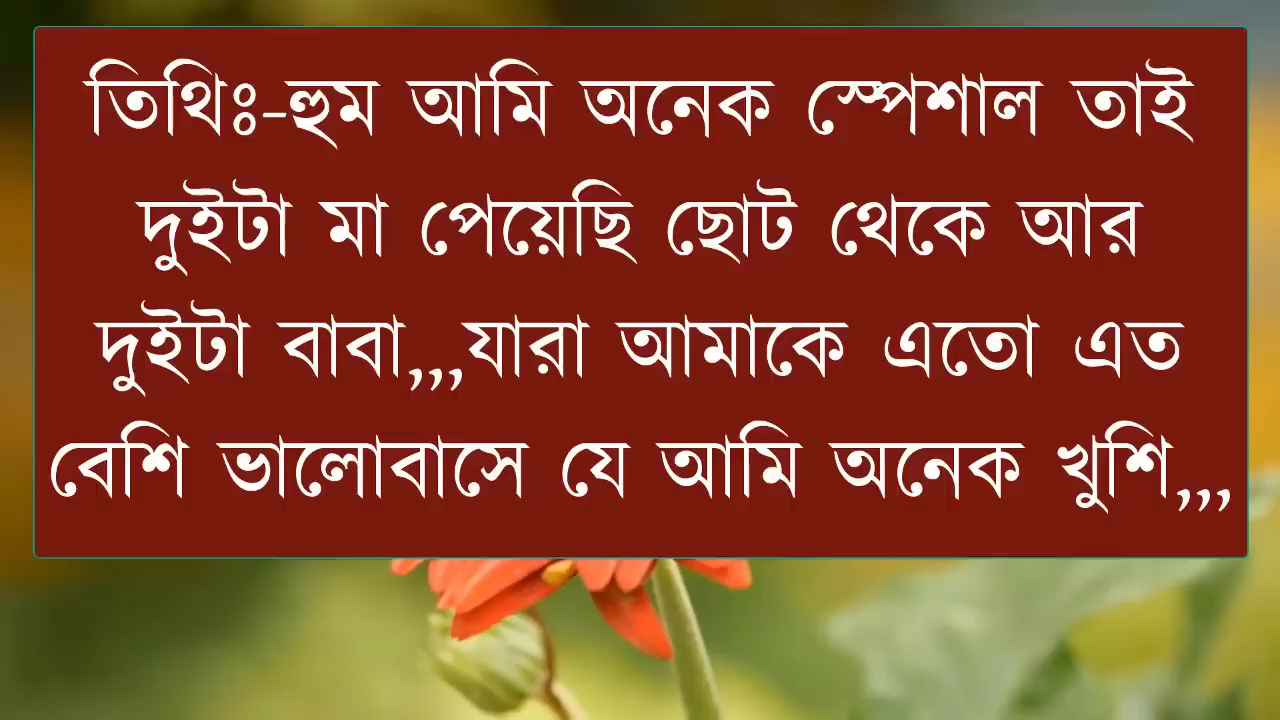 তিথিঃ-হুম আমি অনেক স্পেশাল তাই
দুইটা মা পেয়েছি ছোট থেকে আর
দুইটা বাবা,,,যারা আমাকে এতো এত
বেশি ভালোবাসে যে আমি অনেক খুশি,,,